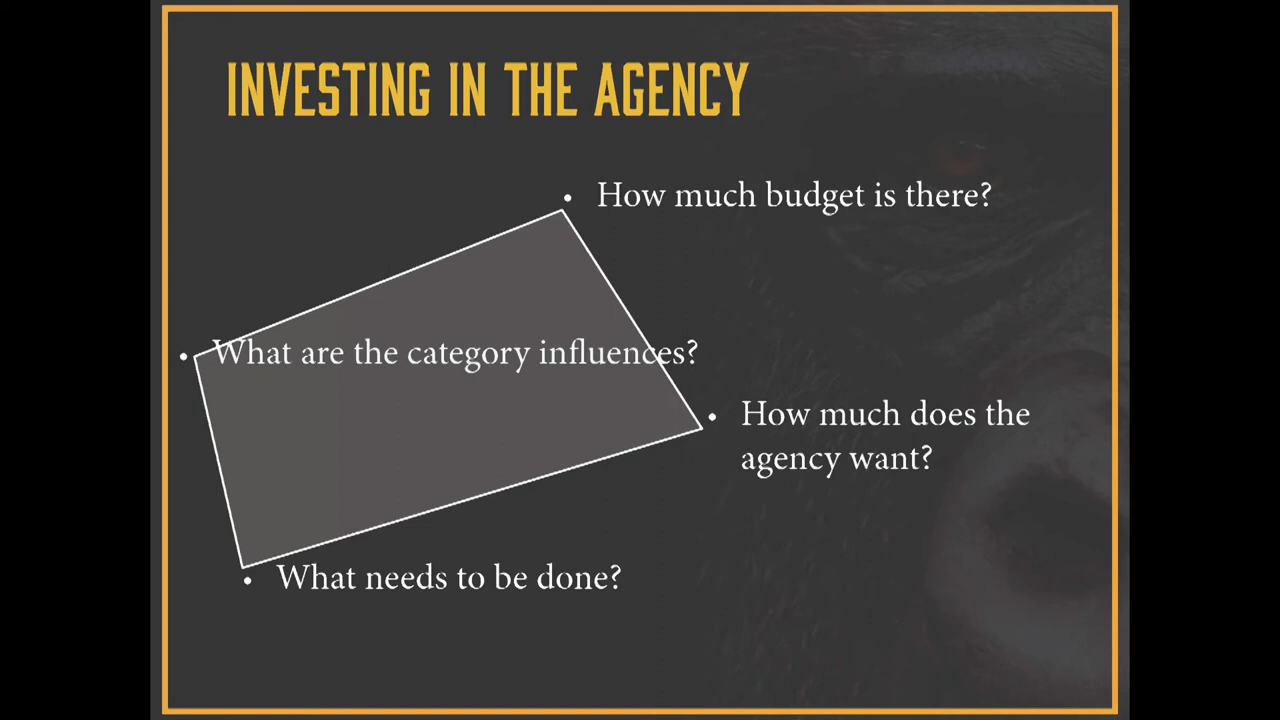 INVESTING IN THE AGENCY
• How much budget is there?
• What are the category influences?
• How much does the
agency want?
• What needs to be done?